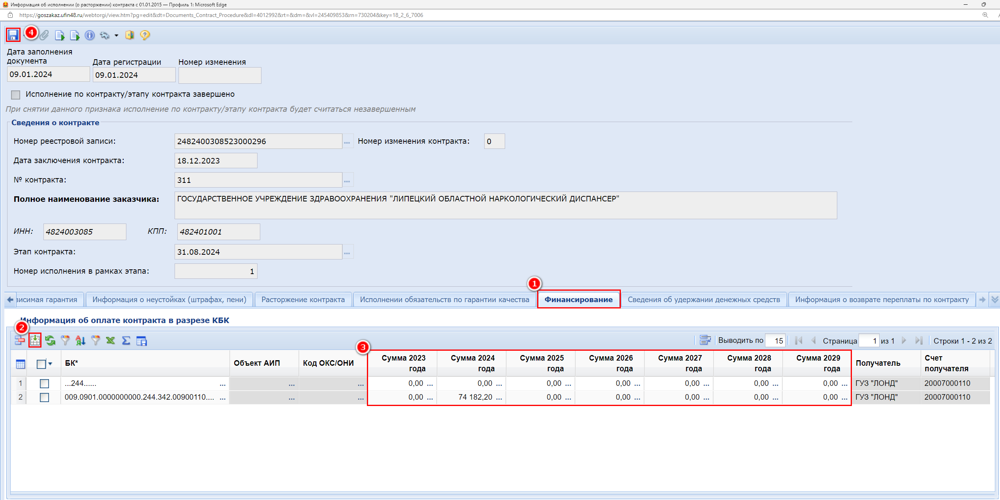 Информация об исполнении (о расторжении) контракта с 01.01.2015 — Профиль 1: Microsoft Edge
https://goszakaz.ufin48.ru/webtorgi/view.htm?pg=edit&dt=Documents_Contract_Procedure&dl=4012992&rt=&dm=&vl=245409853&rn=730204&key=18_2_6_7006
4
Дата заполнения
документа
Дата регистрации
Номер изменения
09.01.2024
09.01.2024
Исполнение по контракту/этапу контракта завершено
При снятии данного признака исполнение по контракту/этапу контракта будет считаться незавершенным
Сведения о контракте
Номер реестровой записи: 2482400308523000296 ... Номер изменения контракта: 0
Дата заключения контракта: 18.12.2023
№ контракта: 311 ...
Полное наименование заказчика: ГОСУДАРСТВЕННОЕ УЧРЕЖДЕНИЕ ЗДРАВООХРАНЕНИЯ "ЛИПЕЦКИЙ ОБЛАСТНОЙ НАРКОЛОГИЧЕСКИЙ ДИСПАНСЕР"
ИНН: 4824003085 КПП: 482401001
Этап контракта: 31.08.2024 ...
Номер исполнения в рамках этапа: 1
1
висимая гарантия Информация о неустойках (штрафах, пени) Расторжение контракта Исполнении обязательств по гарантии качества Финансирование Сведения об удержании денежных средств Информация о возврате переплаты по контракту
Информация об оплате контракта в разрезе КБК
2
Выводить по 15 Страница 1 из 1 Строки 1 - 2 из 2
3
БК* Объект АИП Код ОКС/ОНИ Сумма 2023 года Сумма 2024 года Сумма 2025 года Сумма 2026 года Сумма 2027 года Сумма 2028 года Сумма 2029 года Получатель Счет получателя
1 ...244...... ... ... ... 0,00 ... 0,00 ... 0,00 ... 0,00 ... 0,00 ... 0,00 ... 0,00 ... ГУЗ "ЛОНД" 20007000110
2 009.0901.0000000000.244.342.00900110.... ... ... ... 0,00 ... 74 182,20 ... 0,00 ... 0,00 ... 0,00 ... 0,00 ... 0,00 ... ГУЗ "ЛОНД" 20007000110